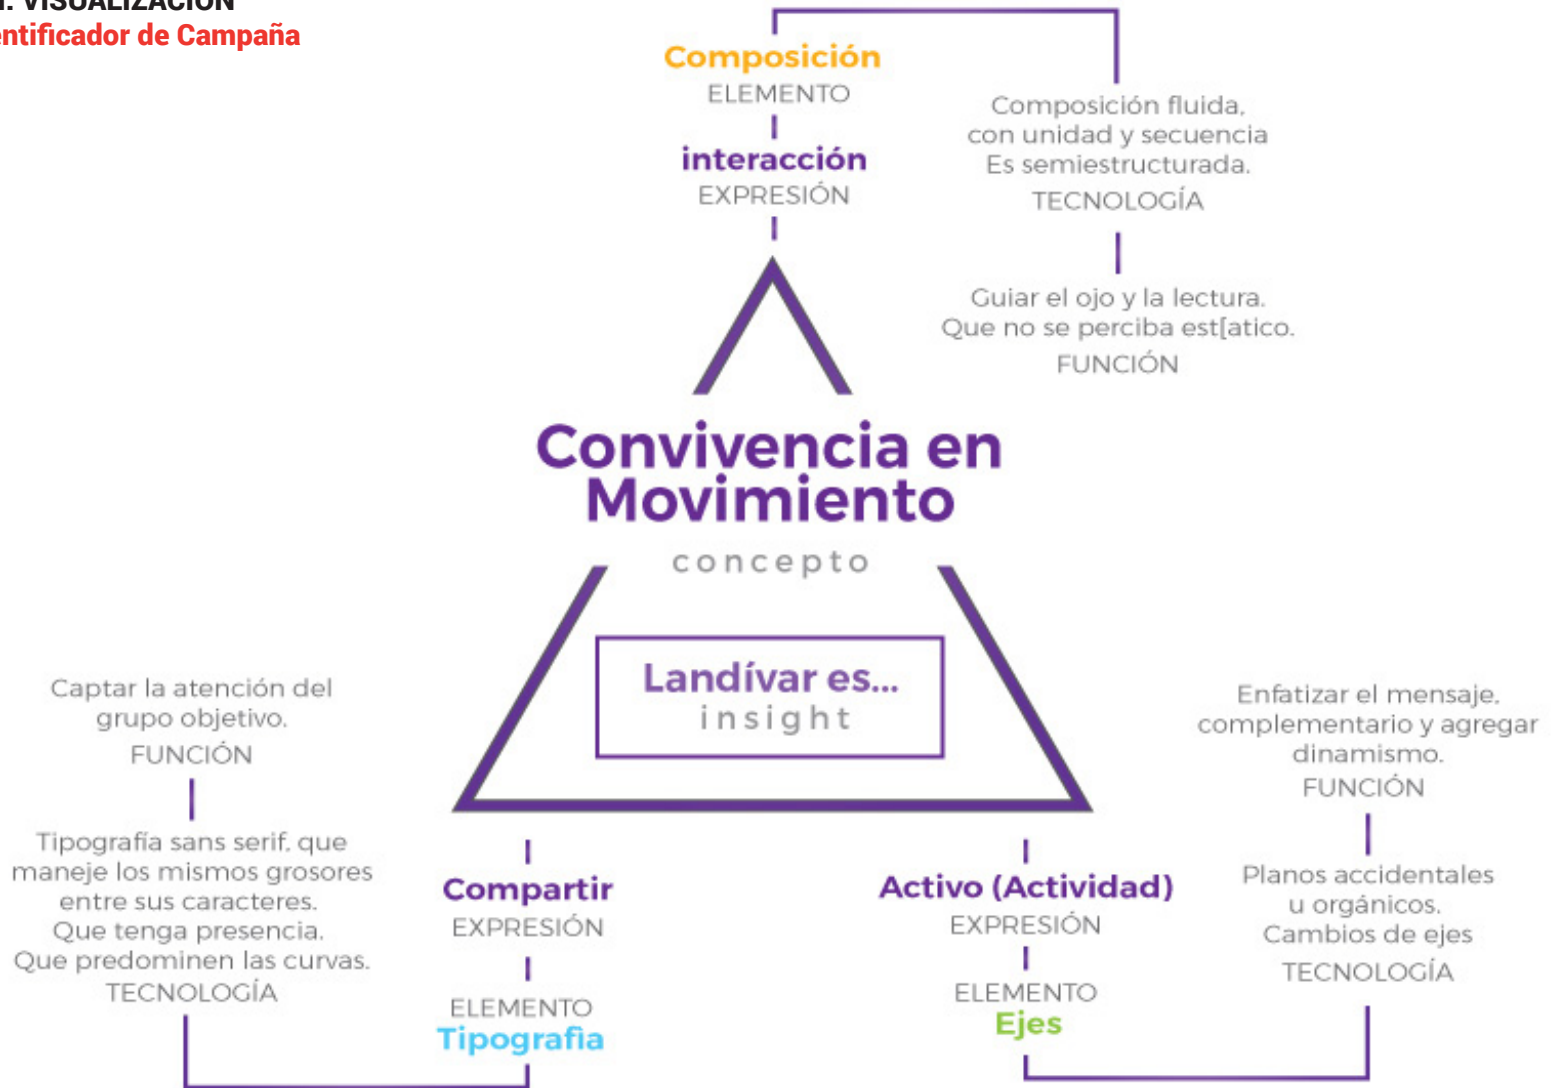 VISUALIZACIÓN
entificador de Campaña
Composición
ELEMENTO
interacción
EXPRESIÓN
Composición fluida,
con unidad y secuencia
Es semiestructurada.
TECNOLOGÍA
Guiar el ojo y la lectura.
Que no se perciba est[atico.
FUNCIÓN
Convivencia en
Movimiento
concepto
Landívar es...
insight
Captar la atención del
grupo objetivo.
FUNCIÓN
Tipografía sans serif, que
maneje los mismos grosores
entre sus caracteres.
Que tenga presencia.
Que predominen las curvas.
TECNOLOGÍA
Compartir
EXPRESIÓN
ELEMENTO
Tipografia
Activo (Actividad)
EXPRESIÓN
ELEMENTO
Ejes
Enfatizar el mensaje,
complementario y agregar
dinamismo.
FUNCIÓN
Planos accidentales
u orgánicos.
Cambios de ejes
TECNOLOGÍA